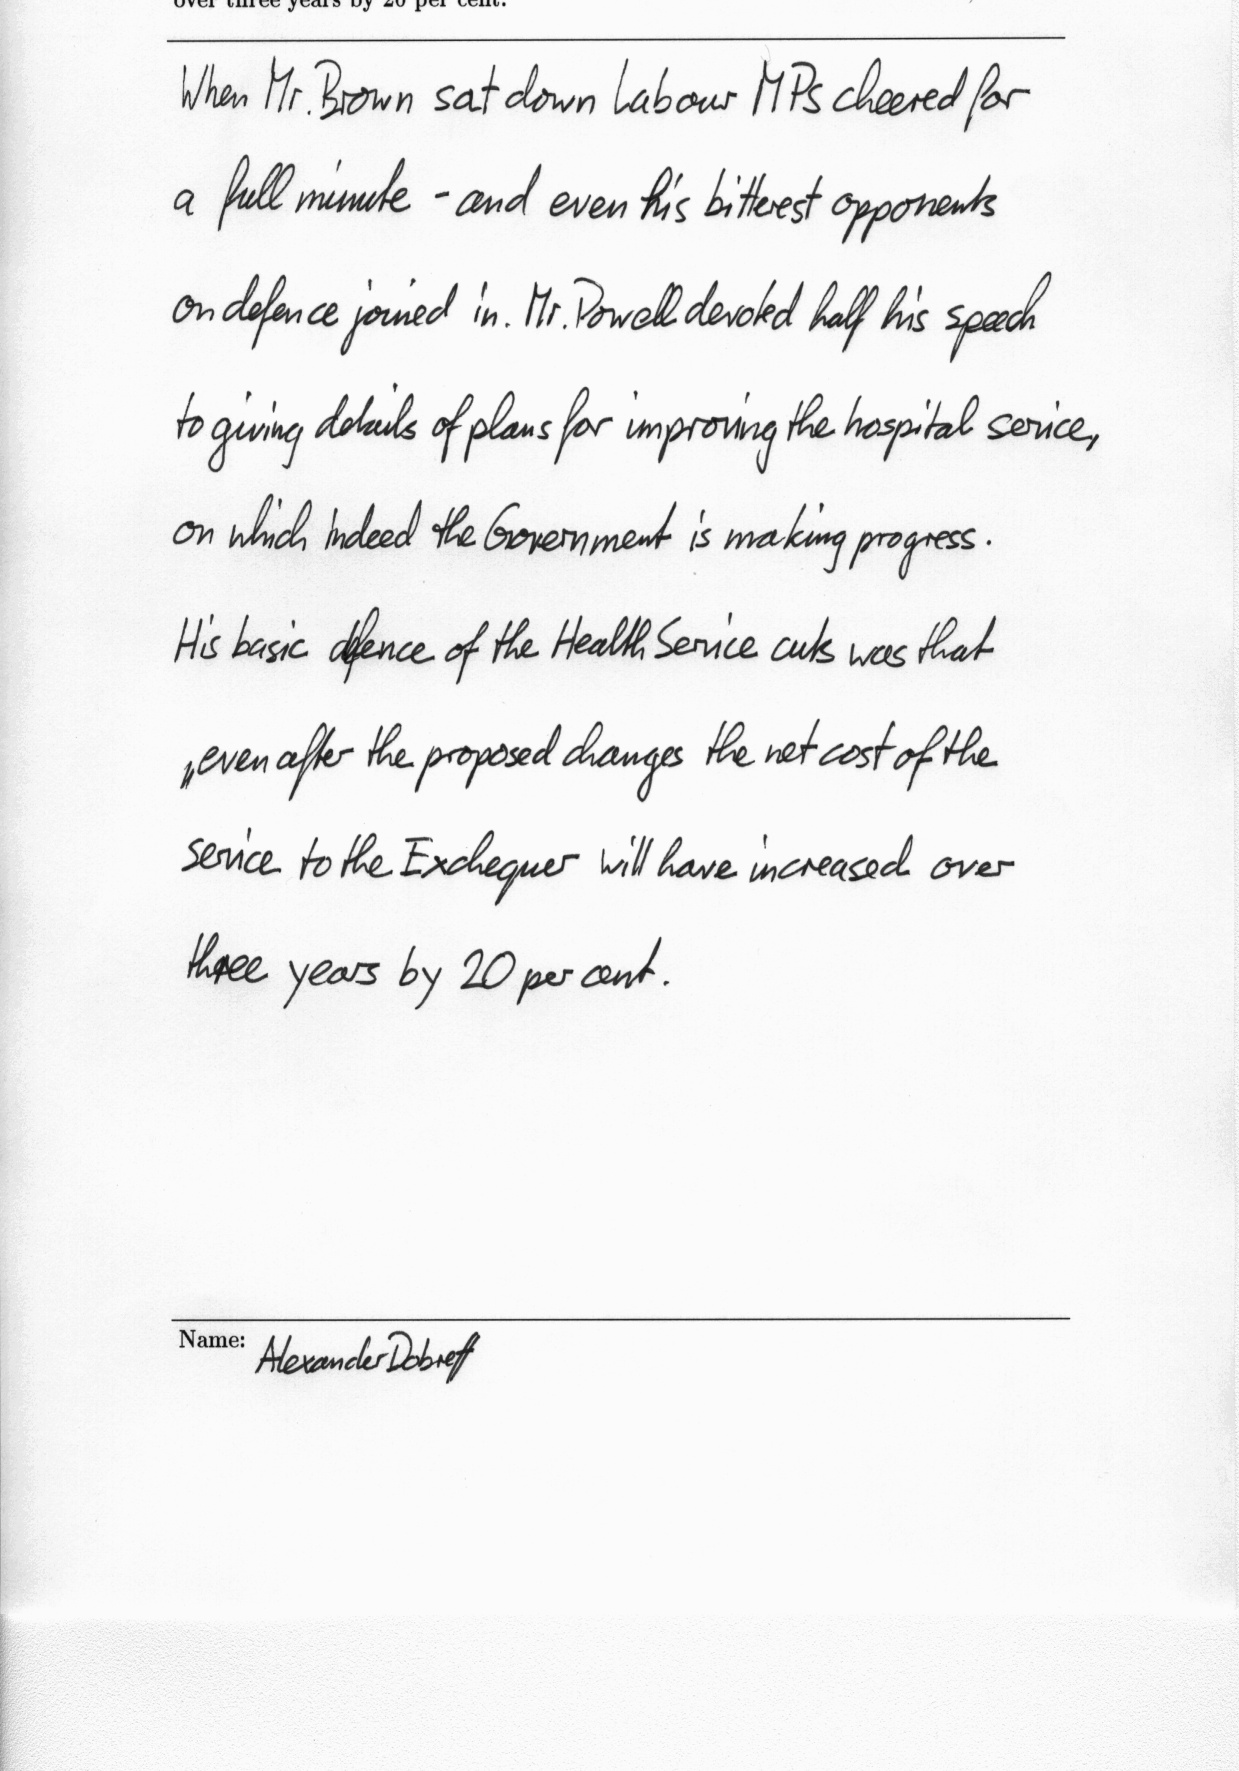 over three years by 20 per cent.
When Mr. Brown sat down Labour MPs cheered for
a full minute - and even his bitterest opponents
on defence joined in. Mr. Powell devoted half his speech
to giving details of plans for improving the hospital service,
on which indeed the Government is making progress.
His basic defence of the Health Service cuts was that
„even after the proposed changes the net cost of the
service to the Exchequer will have increased over
three years by 20 per cent.
Name: Alexander Dobreff